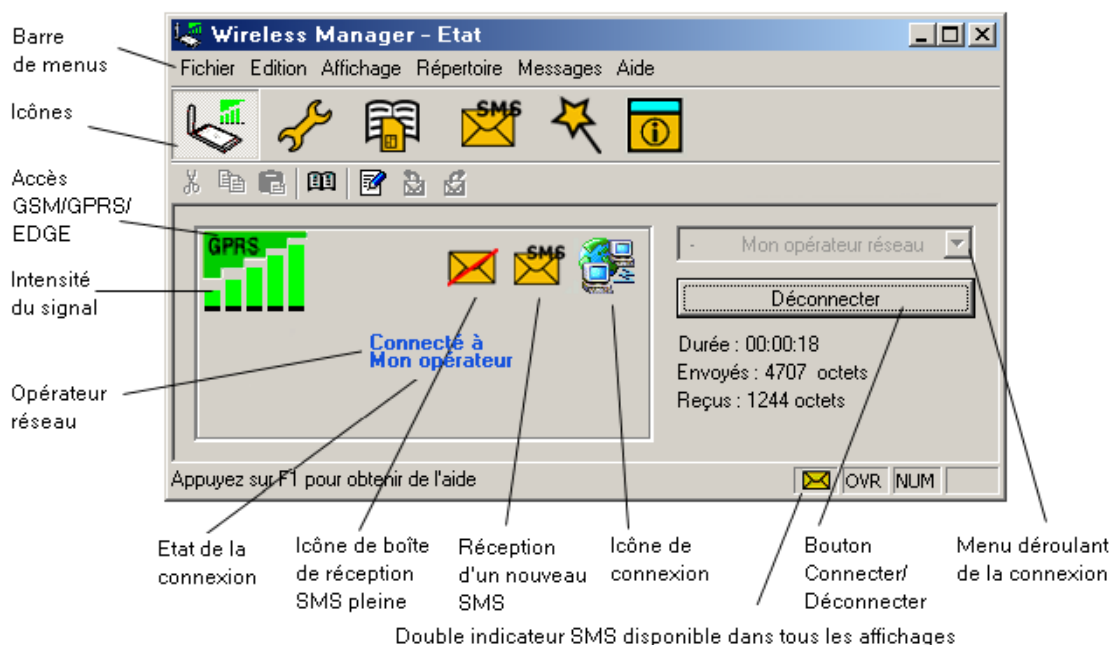 Wireless Manager - Etat
Barre
de menus
Fichier Edition Affichage Répertoire Messages Aide
Icônes
SMS
Accès
GSM/GPRS/
EDGE
GPRS
SMS
- Mon opérateur réseau
Intensité
du signal
Déconnecter
Connecté à
Mon opérateur
Durée : 00:00:18
Envoyés : 4707 octets
Reçus : 1244 octets
Opérateur
réseau
Appuyez sur F1 pour obtenir de l'aide
OVR NUM
Etat de la
connexion
Icône de boîte
de réception
SMS pleine
Réception
d'un nouveau
SMS
Icône de
connexion
Bouton
Connecter/
Déconnecter
Menu déroulant
de la connexion
Double indicateur SMS disponible dans tous les affichages